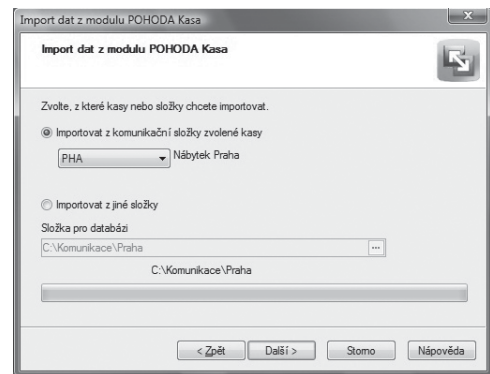 Import dat z modulu POHODA Kasa
Import dat z modulu POHODA Kasa
Zvolte, z které kasy nebo složky chcete importovat.
Importovat z komunikační složky zvolené kasy
PHA Nábytek Praha
Importovat z jiné složky
Složka pro databázi
C:\Komunikace\Praha ...
C:\Komunikace\Praha
< Zpět Další > Storno Nápověda